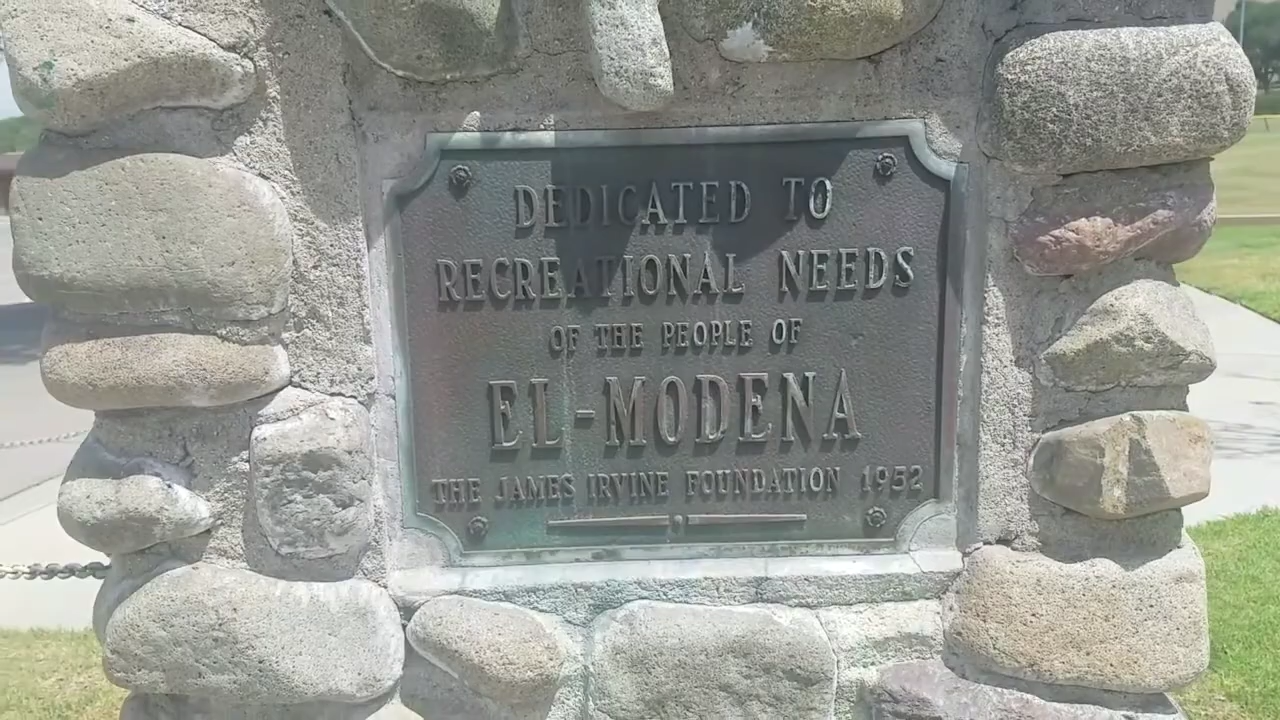 DEDICATED TO
RECREATIONAL NEEDS
OF THE PEOPLE OF
EL-MODENA
THE JAMES IRVINE FOUNDATION 1952